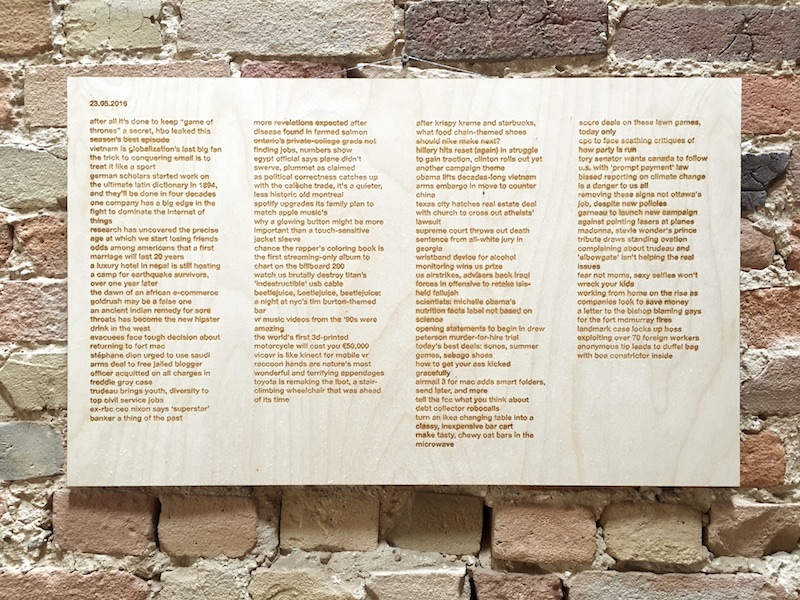 23.05.2016
after all it's done to keep "game of
thrones" a secret, hbo leaked this
season's best episode
vietnam is globalization's last big fan
the trick to conquering email is to
treat it like a sport
german scholars started work on
the ultimate latin dictionary in 1894,
and they'll be done in four decades
one company has a big edge in the
fight to dominate the internet of
things
research has uncovered the precise
age at which we start losing friends
odds among americans that a first
marriage will last 20 years
a luxury hotel in nepal is still hosting
a camp for earthquake survivors,
over one year later
the dawn of an african e-commerce
goldrush may be a false one
an ancient indian remedy for sore
throats has become the new hipster
drink in the west
evacuees face tough decision about
returning to fort mac
stéphane dion urged to use saudi
arms deal to free jailed blogger
officer acquitted on all charges in
freddie gray case
trudeau brings youth, diversity to
top civil service jobs
ex-rbc ceo nixon says 'superstar'
banker a thing of the past
more revelations expected after
disease found in farmed salmon
ontario's private-college grads not
finding jobs, numbers show
egypt official says plane didn't
swerve, plummet as claimed
as political correctness catches up
with the calèche trade, it's a quieter,
less historic old montreal
spotify upgrades its family plan to
match apple music's
why a glowing button might be more
important than a touch-sensitive
jacket sleeve
chance the rapper's coloring book is
the first streaming-only album to
chart on the billboard 200
watch us brutally destroy titan's
'indestructible' usb cable
beetlejuice, beetlejuice, beetlejuice:
a night at nyc's tim burton-themed
bar
vr music videos from the '90s were
amazing
the world's first 3d-printed
motorcycle will cost you €50,000
vicovr is like kinect for mobile vr
raccoon hands are nature's most
wonderful and terrifying appendages
toyota is remaking the ibot, a stair-
climbing wheelchair that was ahead
of its time
after krispy kreme and starbucks,
what food chain-themed shoes
should nike make next?
hillary hits reset (again) in struggle
to gain traction, clinton rolls out yet
another campaign theme
obama lifts decades-long vietnam
arms embargo in move to counter
china
texas city hatches real estate deal
with church to cross out atheists'
lawsuit
supreme court throws out death
sentence from all-white jury in
georgia
wristband device for alcohol
monitoring wins us prize
us airstrikes, advisers back iraqi
forces in offensive to retake isis-
held fallujah
scientists: michelle obama's
nutrition facts label not based on
science
opening statements to begin in drew
peterson murder-for-hire trial
today's best deals: sonos, summer
games, sebago shoes
how to get your ass kicked
gracefully
airmail 3 for mac adds smart folders,
send later, and more
tell the fcc what you think about
debt collector robocalls
turn an ikea changing table into a
classy, inexpensive bar cart
make tasty, chewy oat bars in the
microwave
score deals on these lawn games,
today only
cpc to face scathing critiques of
how party is run
tory senator wants canada to follow
u.s. with 'prompt payment' law
biased reporting on climate change
is a danger to us all
removing these signs not ottawa's
job, despite new policies
garneau to launch new campaign
against pointing lasers at planes
madonna, stevie wonder's prince
tribute draws standing ovation
complaining about trudeau and
'elbowgate' isn't helping the real
issues
fear not moms, sexy selfies won't
wreck your kids
working from home on the rise as
companies look to save money
a letter to the bishop blaming gays
for the fort mcmurray fires
landmark case locks up boss
exploiting over 70 foreign workers
anonymous tip leads to duffel bag
with boa constrictor inside